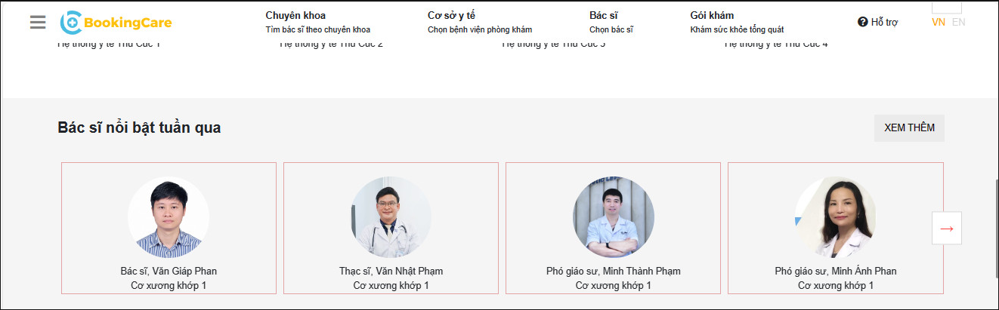 BookingCare
Chuyên khoa
Tìm bác sĩ theo chuyên khoa
Cơ sở y tế
Chọn bệnh viện phòng khám
Bác sĩ
Chọn bác sĩ
Gói khám
Khám sức khỏe tổng quát
Hỗ trợ
VN EN
Hệ thống y tế Thu Cúc 1
Hệ thống y tế Thu Cúc 2
Hệ thống y tế Thu Cúc 3
Hệ thống y tế Thu Cúc 4
Bác sĩ nổi bật tuần qua
XEM THÊM
Bác sĩ, Văn Giáp Phan
Cơ xương khớp 1
Thạc sĩ, Văn Nhật Phạm
Cơ xương khớp 1
Phó giáo sư, Minh Thành Phạm
Cơ xương khớp 1
Phó giáo sư, Minh Ánh Phan
Cơ xương khớp 1